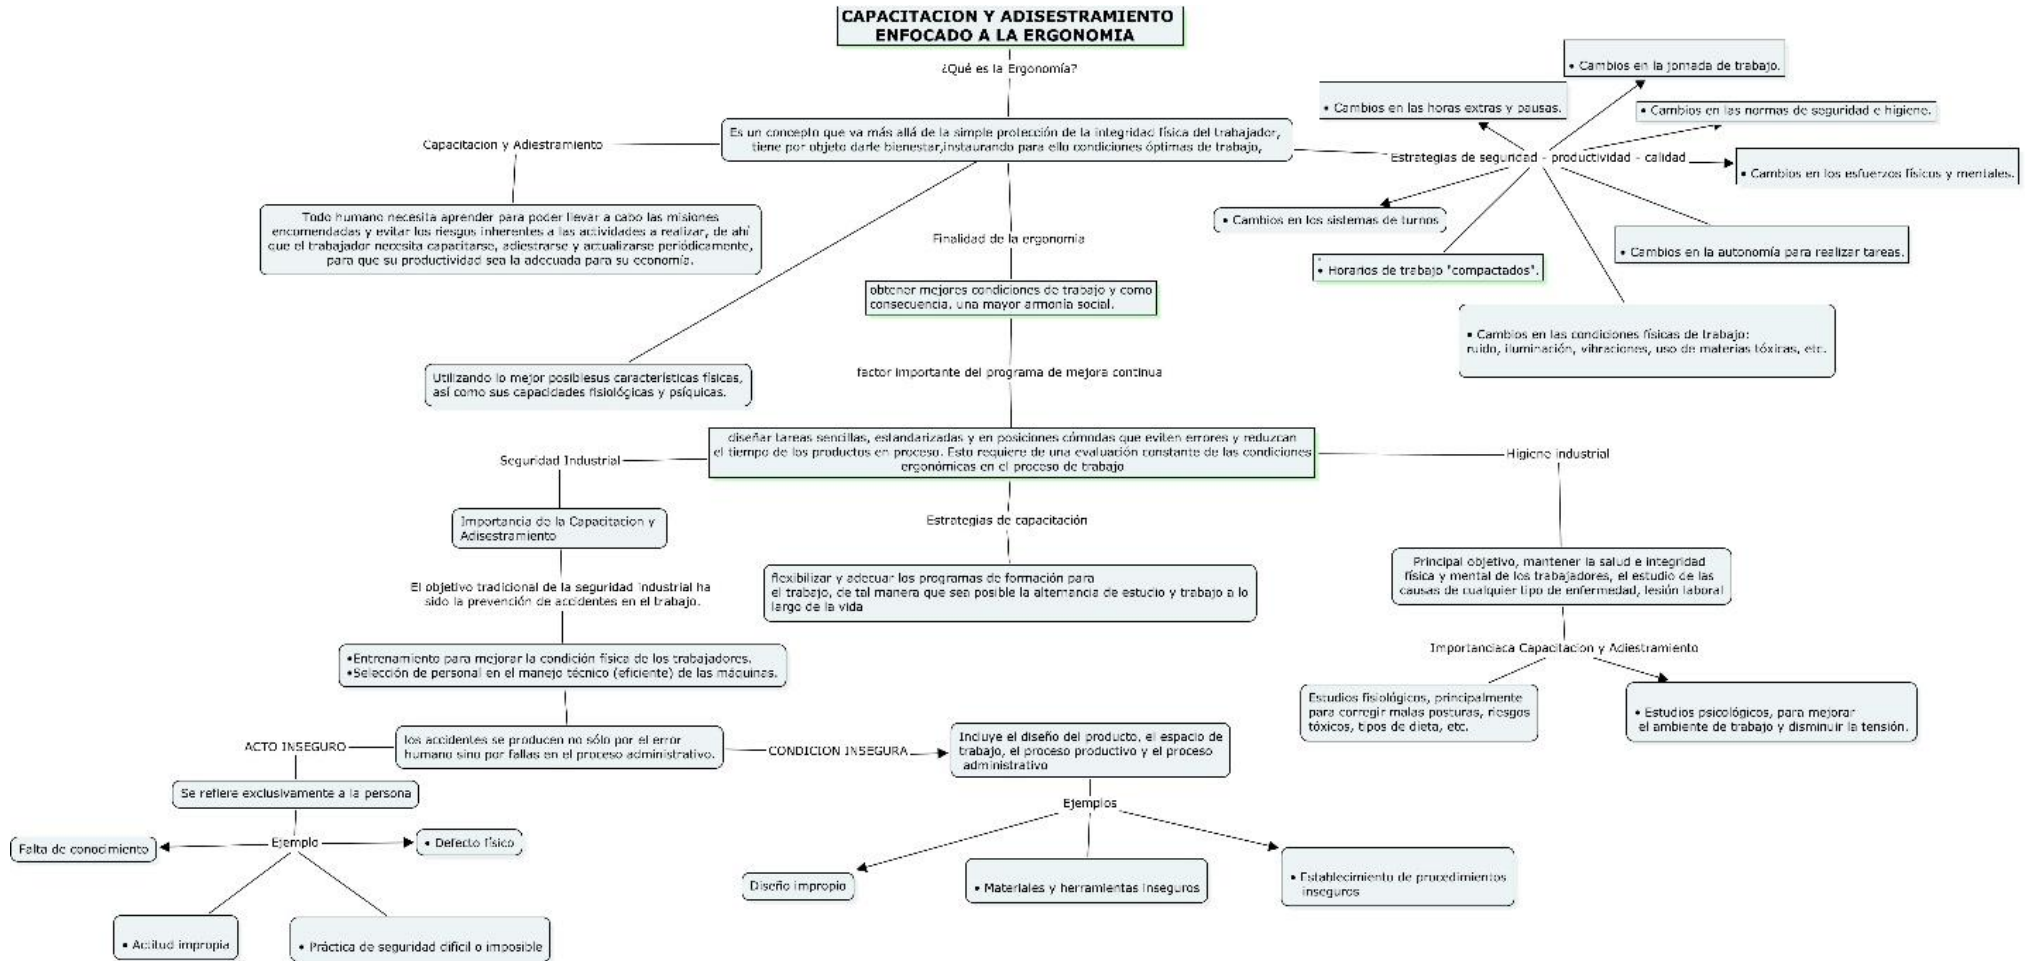 CAPACITACION Y ADISESTRAMIENTO
ENFOCADO A LA ERGONOMIA
¿Qué es la Ergonomía?
Es un concepto que va más allá de la simple protección de la integridad física del trabajador,
tiene por objeto darle bienestar,instaurando para ello condiciones óptimas de trabajo,
Capacitacion y Adiestramiento
Todo humano necesita aprender para poder llevar a cabo las misiones
encomendadas y evitar los riesgos inherentes a las actividades a realizar, de ahí
que el trabajador necesita capacitarse, adiestrarse y actualizarse periódicamente,
para que su productividad sea la adecuada para su economía.
Estrategias de seguridad - productividad - calidad
• Cambios en la jornada de trabajo.
• Cambios en las horas extras y pausas.
• Cambios en las normas de seguridad e higiene.
• Cambios en los esfuerzos físicos y mentales.
• Cambios en los sistemas de turnos
• Cambios en la autonomía para realizar tareas.
• Horarios de trabajo "compactados".
• Cambios en las condiciones físicas de trabajo:
ruido, iluminación, vibraciones, uso de materias tóxicas, etc.
Finalidad de la ergonomia
obtener mejores condiciones de trabajo y como
consecuencia, una mayor armonía social.
Utilizando lo mejor posiblesus características físicas,
así como sus capacidades fisiológicas y psíquicas.
factor importante del programa de mejora continua
diseñar tareas sencillas, estandarizadas y en posiciones cómodas que eviten errores y reduzcan
el tiempo de los productos en proceso. Esto requiere de una evaluación constante de las condiciones
ergonómicas en el proceso de trabajo
Seguridad Industrial
Importancia de la Capacitacion y
Adisestramiento
El objetivo tradicional de la seguridad industrial ha
sido la prevención de accidentes en el trabajo.
•Entrenamiento para mejorar la condición física de los trabajadores.
•Selección de personal en el manejo técnico (eficiente) de las máquinas.
los accidentes se producen no sólo por el error
humano sino por fallas en el proceso administrativo.
Estrategias de capacitación
flexibilizar y adecuar los programas de formación para
el trabajo, de tal manera que sea posible la alternancia de estudio y trabajo a lo
largo de la vida
Higiene industrial
Principal objetivo, mantener la salud e integridad
física y mental de los trabajadores, el estudio de las
causas de cualquier tipo de enfermedad, lesión laboral
Importanciaca Capacitacion y Adiestramiento
Estudios fisiológicos, principalmente
para corregir malas posturas, riesgos
tóxicos, tipos de dieta, etc.
• Estudios psicológicos, para mejorar
el ambiente de trabajo y disminuir la tensión.
ACTO INSEGURO
Se refiere exclusivamente a la persona
Ejemplo
Falta de conocimiento
• Defecto físico
• Actitud impropia
• Práctica de seguridad difícil o imposible
CONDICION INSEGURA
Incluye el diseño del producto, el espacio de
trabajo, el proceso productivo y el proceso
administrativo
Ejemplos
Diseño impropio
• Materiales y herramientas inseguros
• Establecimiento de procedimientos
inseguros